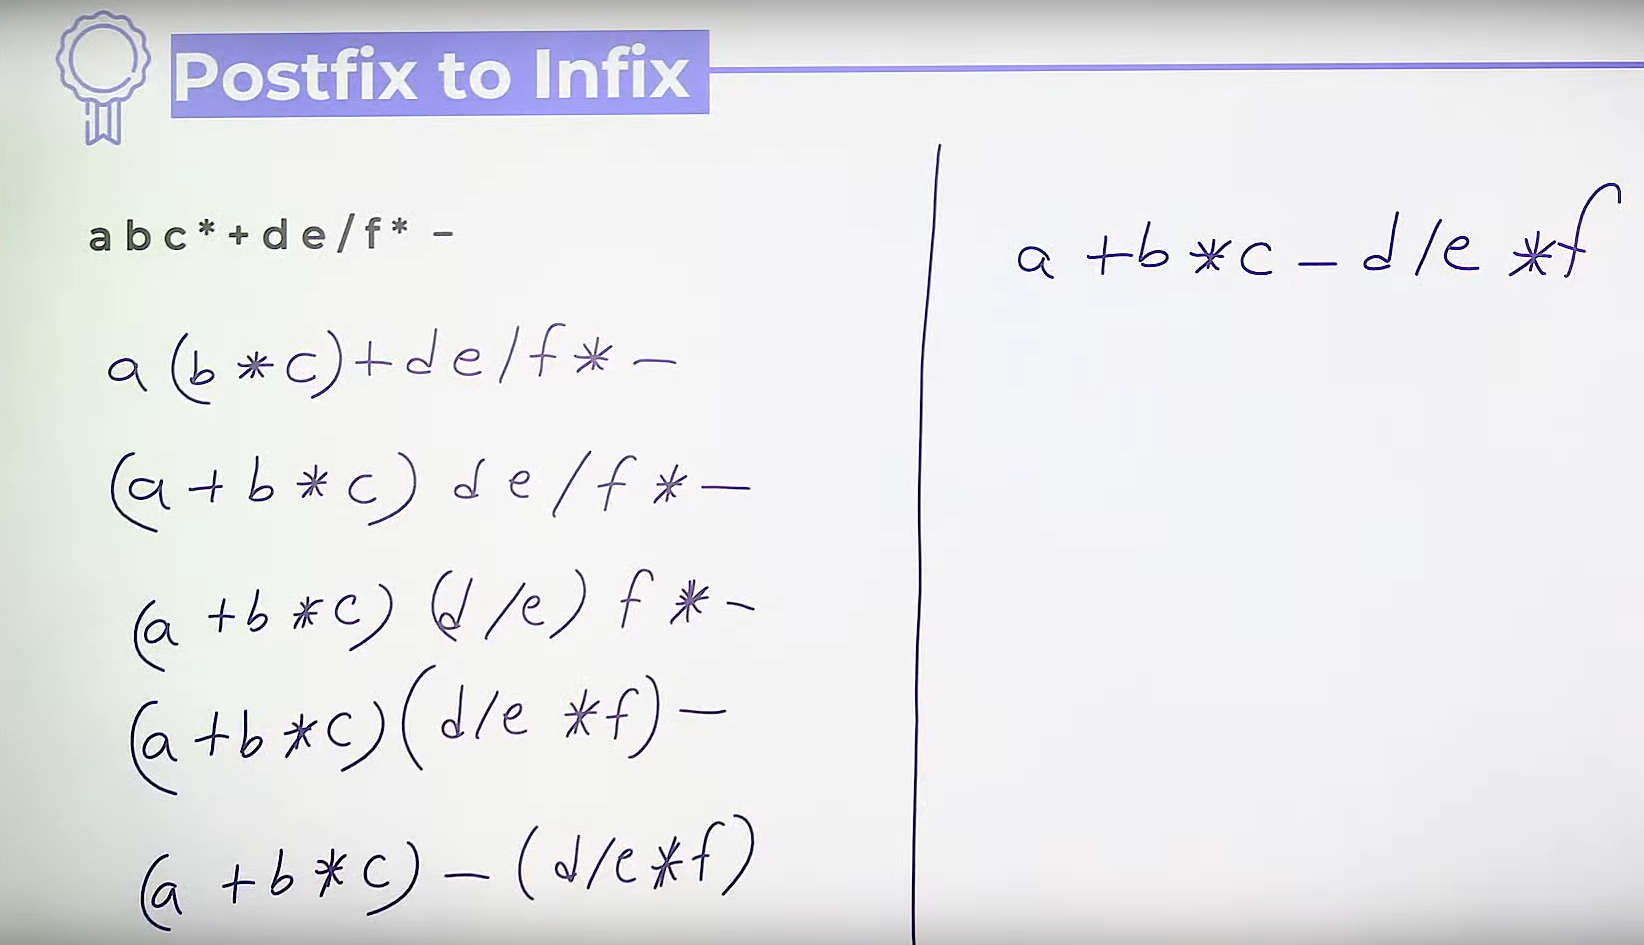 Postfix to Infix
a b c * + d e / f * -
a (b * c) + d e / f * -
(a + b * c) d e / f * -
(a + b * c) (d / e) f * -
(a + b * c) (d / e * f) -
(a + b * c) - (d / e * f)
a + b * c - d / e * f